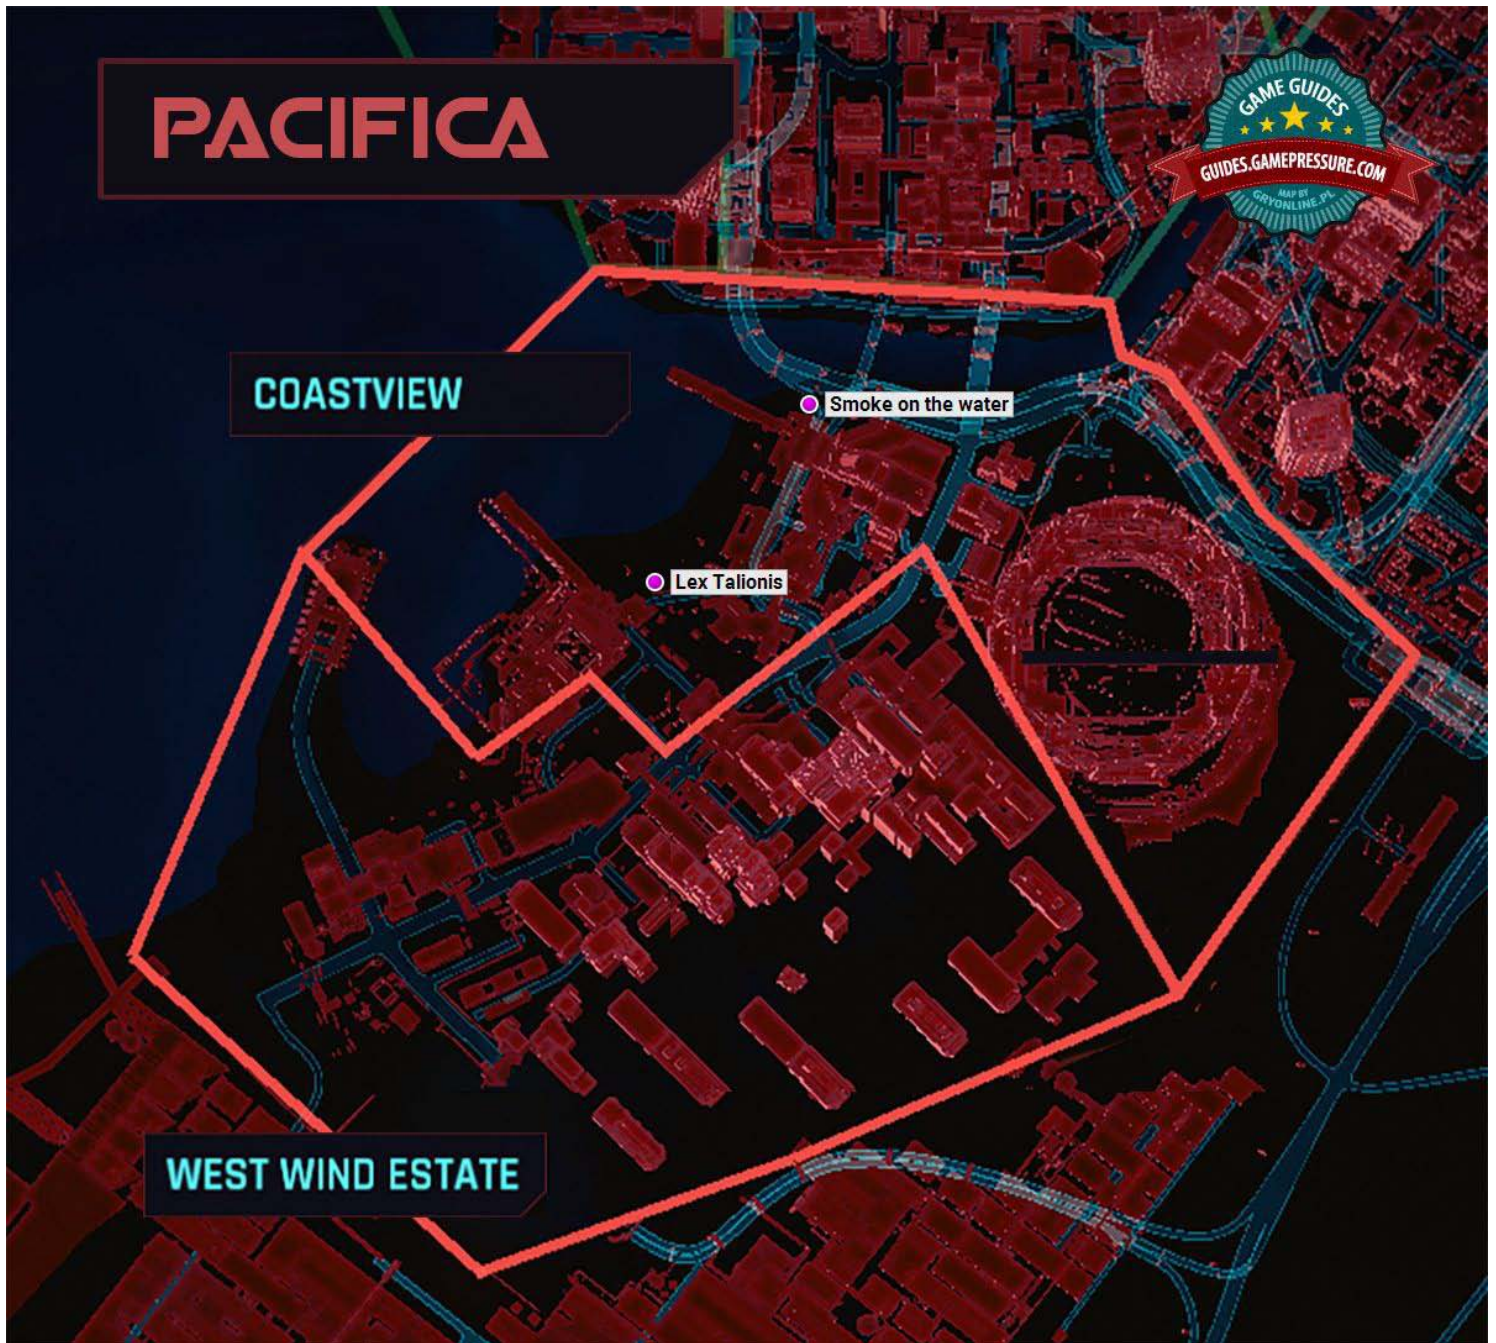 PACIFICA
GAME GUIDES
GUIDES.GAMEPRESSURE.COM
MAP BY
GRYONLINE.PL
COASTVIEW
Smoke on the water
Lex Talionis
WEST WIND ESTATE